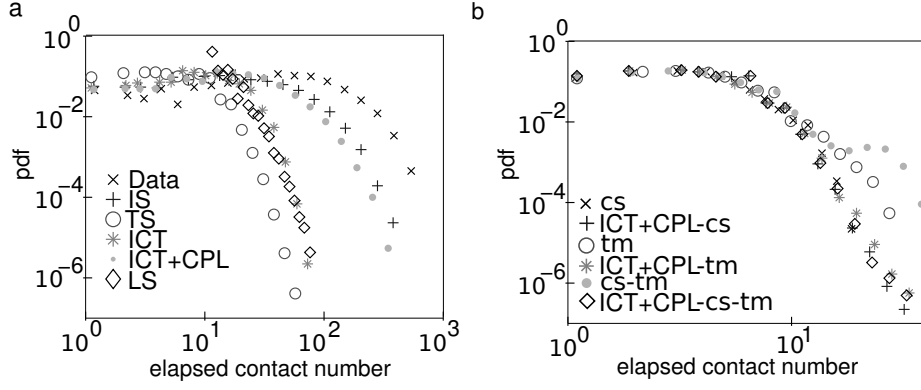 a
10^0
10^-2
10^-4
10^-6
pdf
Data
IS
TS
ICT
ICT+CPL
LS
10^0
10^1
10^2
10^3
elapsed contact number
b
10^0
10^-2
10^-4
10^-6
pdf
cs
ICT+CPL-cs
tm
ICT+CPL-tm
cs-tm
ICT+CPL-cs-tm
10^0
10^1
elapsed contact number